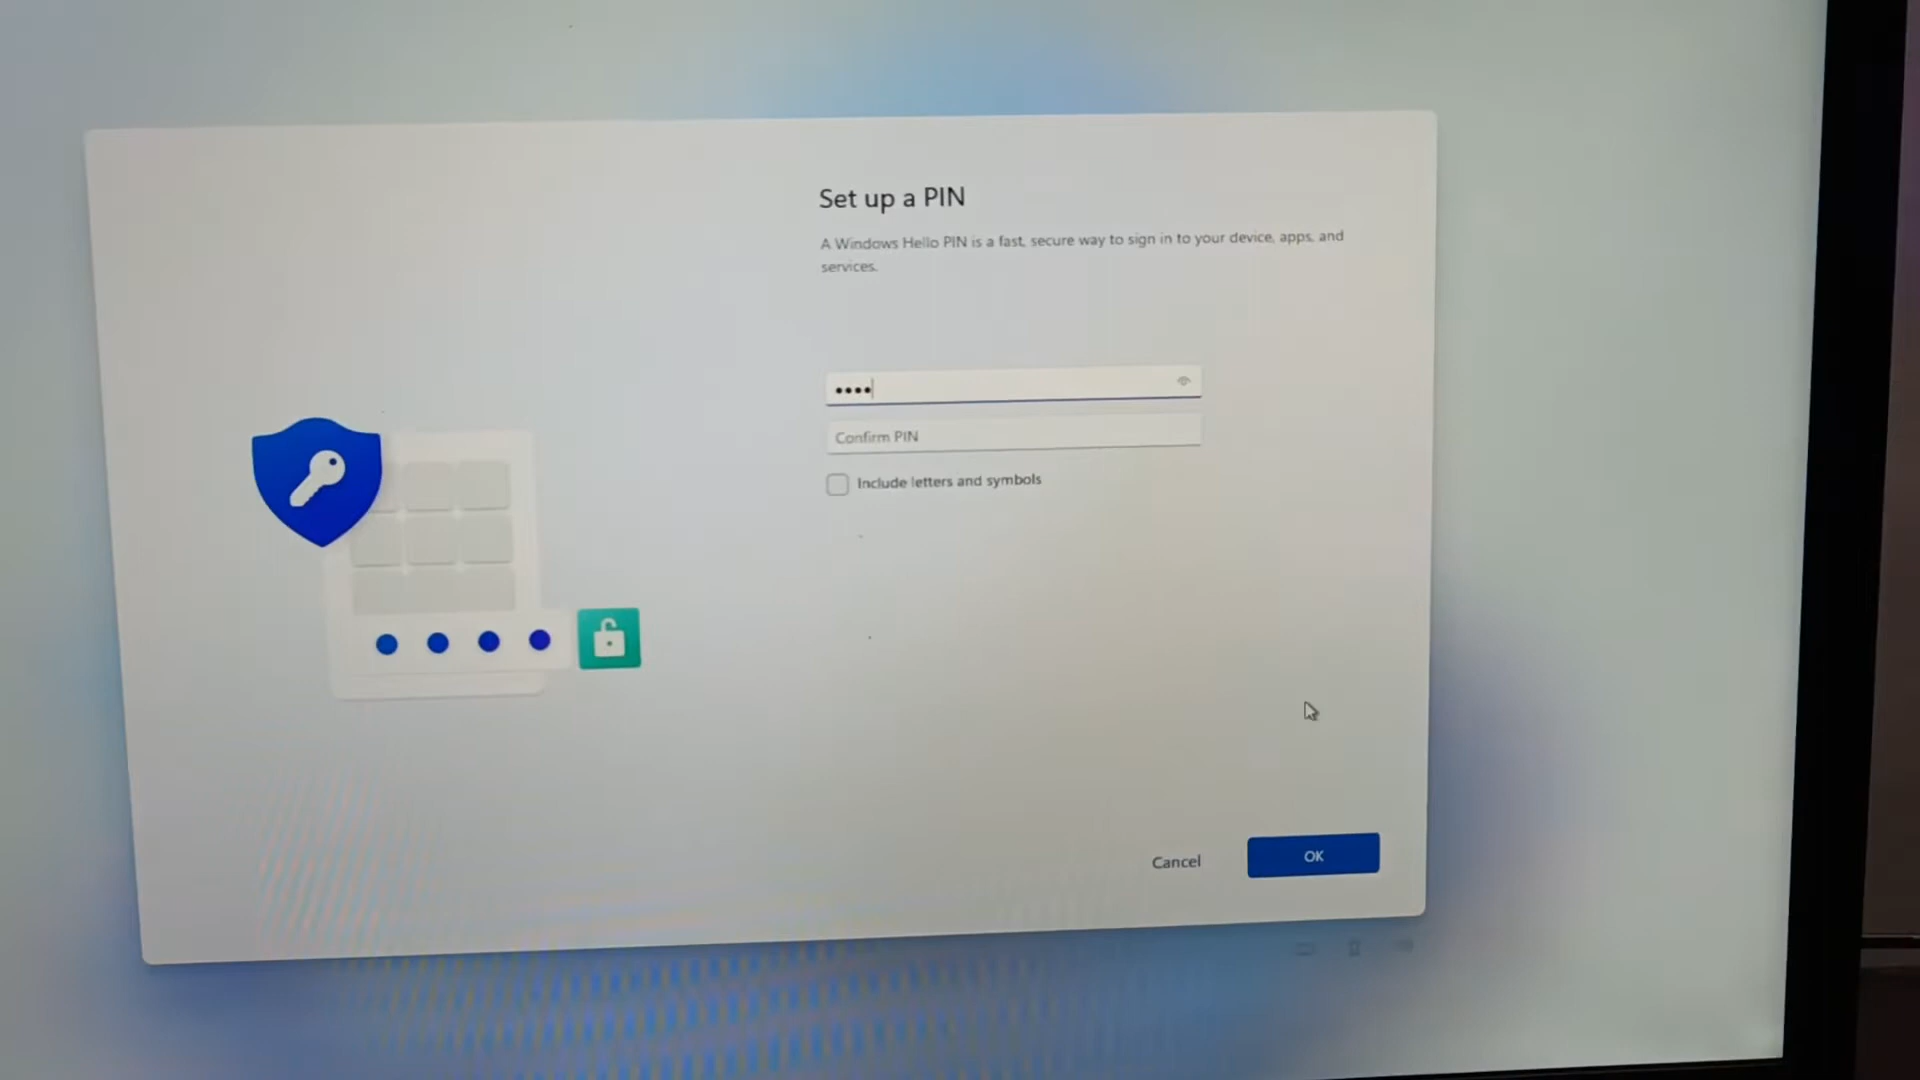 Set up a PIN
A Windows Hello PIN is a fast, secure way to sign in to your device, apps, and
services.
••••
Confirm PIN
Include letters and symbols
Cancel
OK